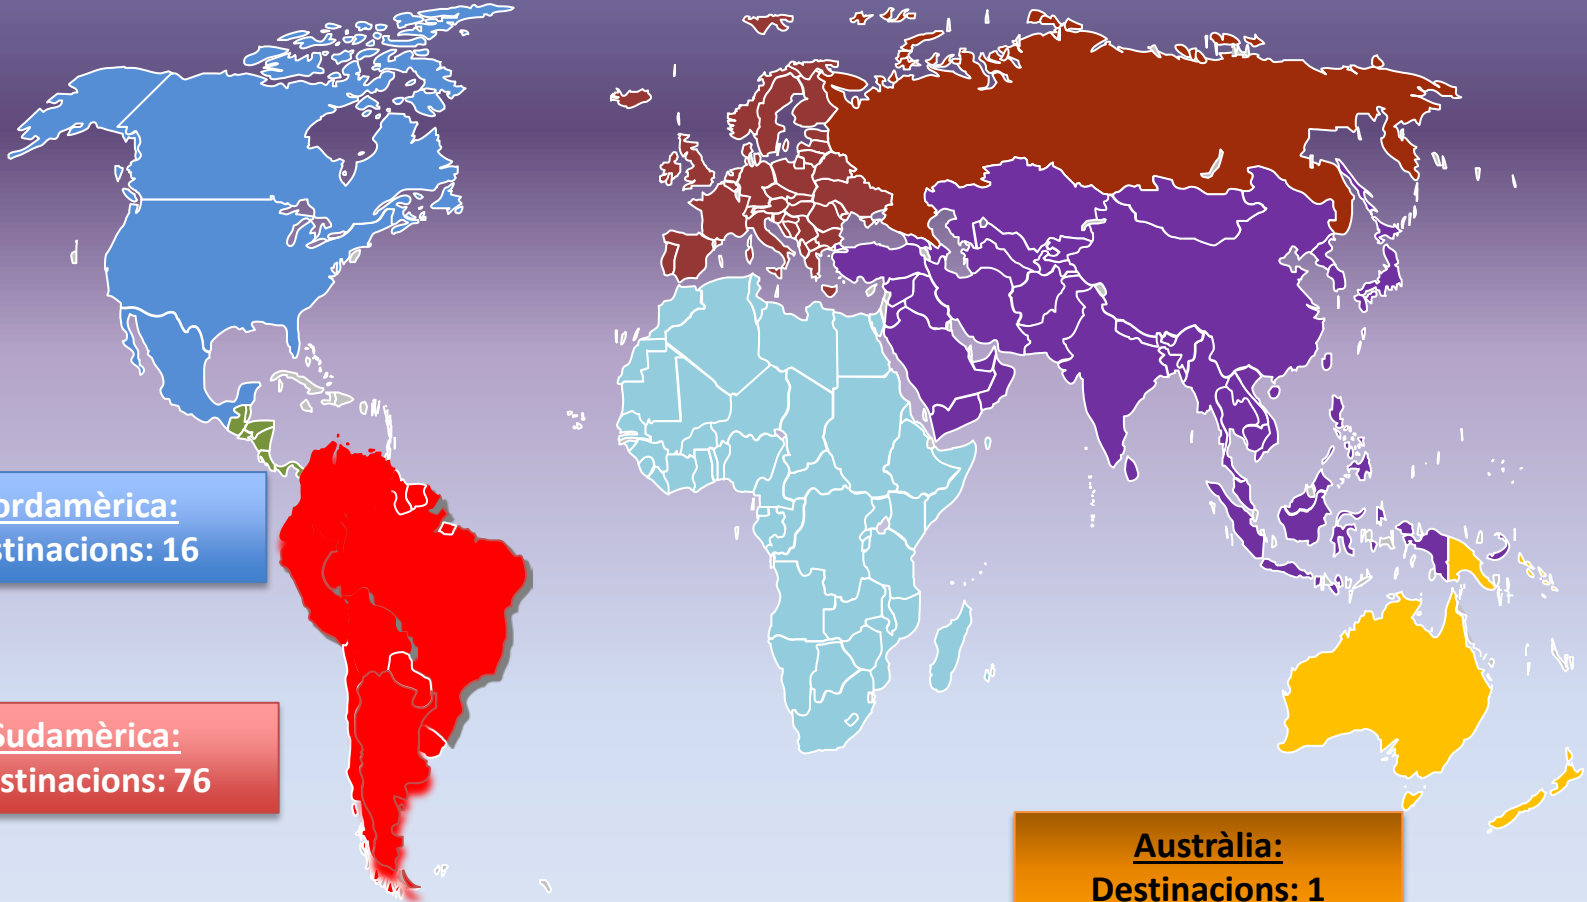 ordamèrica:
stinacions: 16
Sudamèrica:
stinacions: 76
Austràlia:
Destinacions: 1